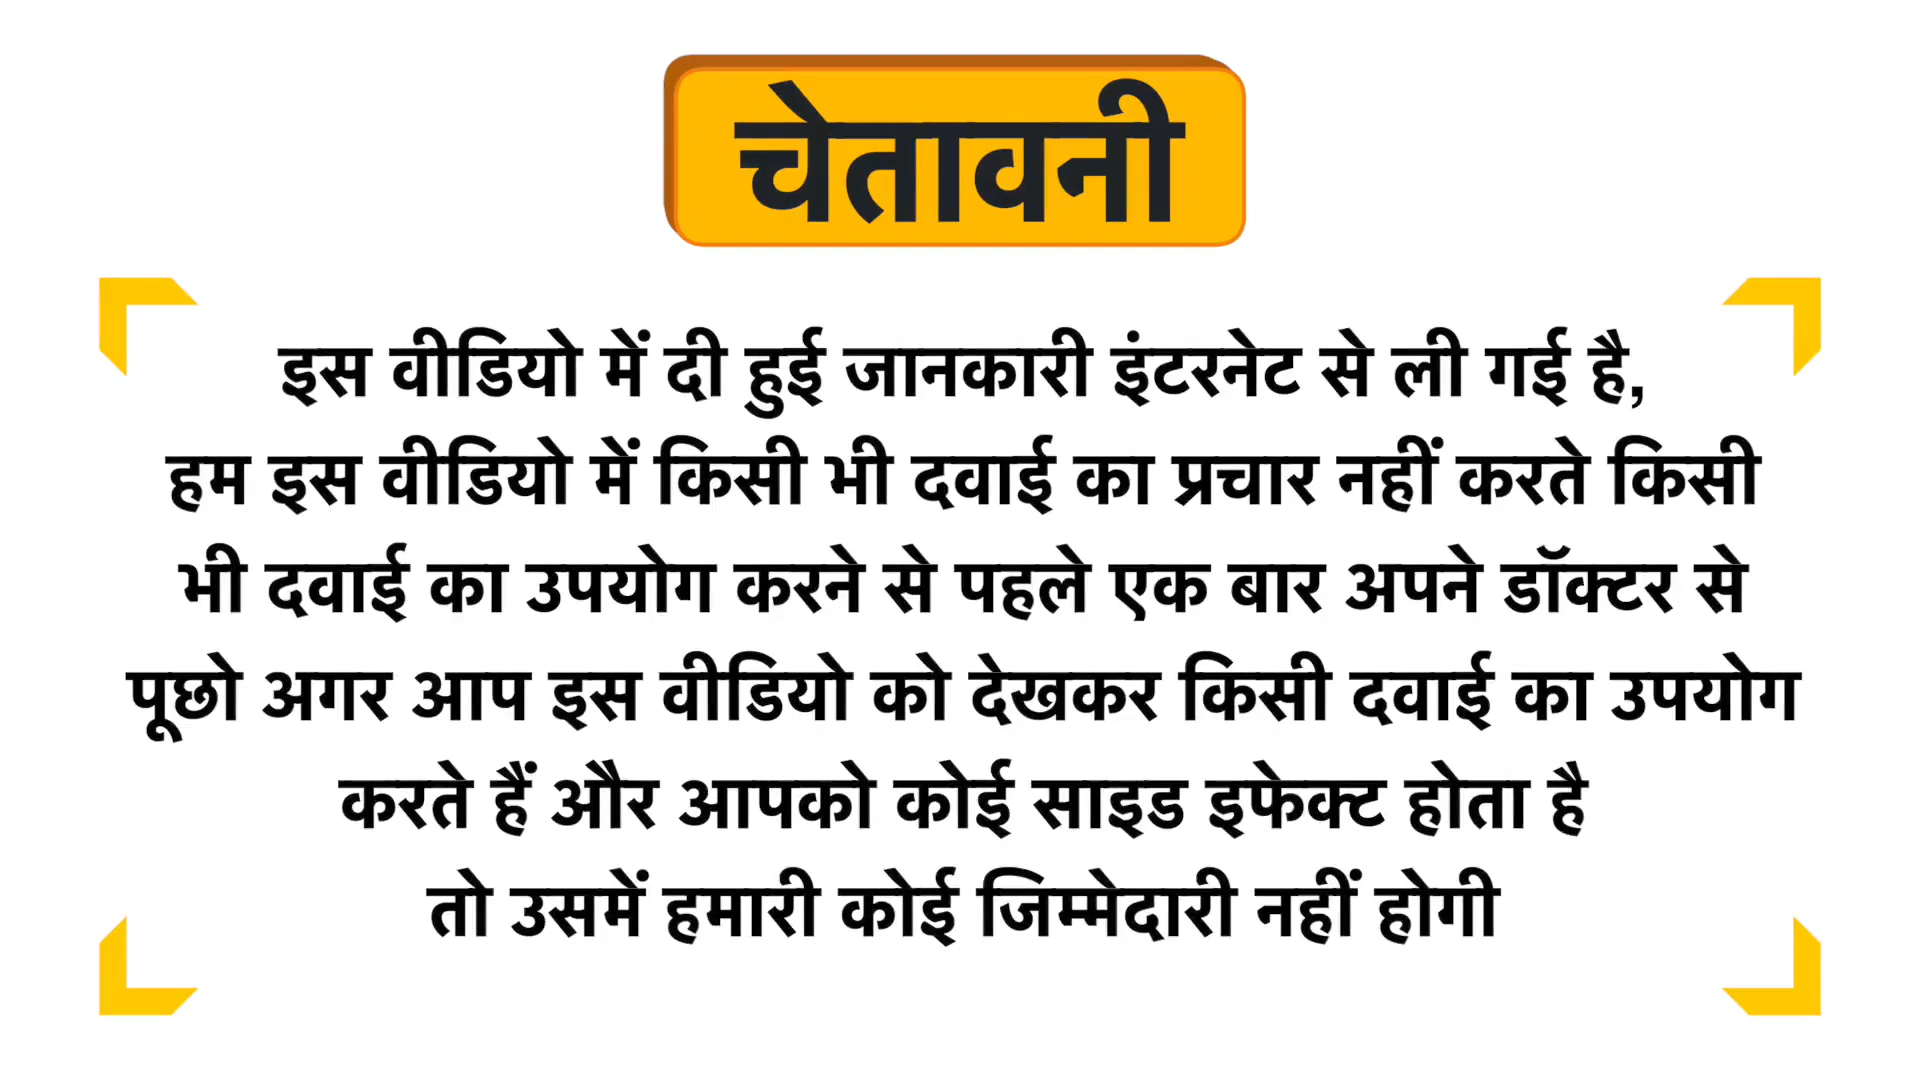 चेतावनी
इस वीडियो में दी हुई जानकारी इंटरनेट से ली गई है,
हम इस वीडियो में किसी भी दवाई का प्रचार नहीं करते किसी
भी दवाई का उपयोग करने से पहले एक बार अपने डॉक्टर से
पूछो अगर आप इस वीडियो को देखकर किसी दवाई का उपयोग
करते हैं और आपको कोई साइड इफेक्ट होता है
तो उसमें हमारी कोई जिम्मेदारी नहीं होगी